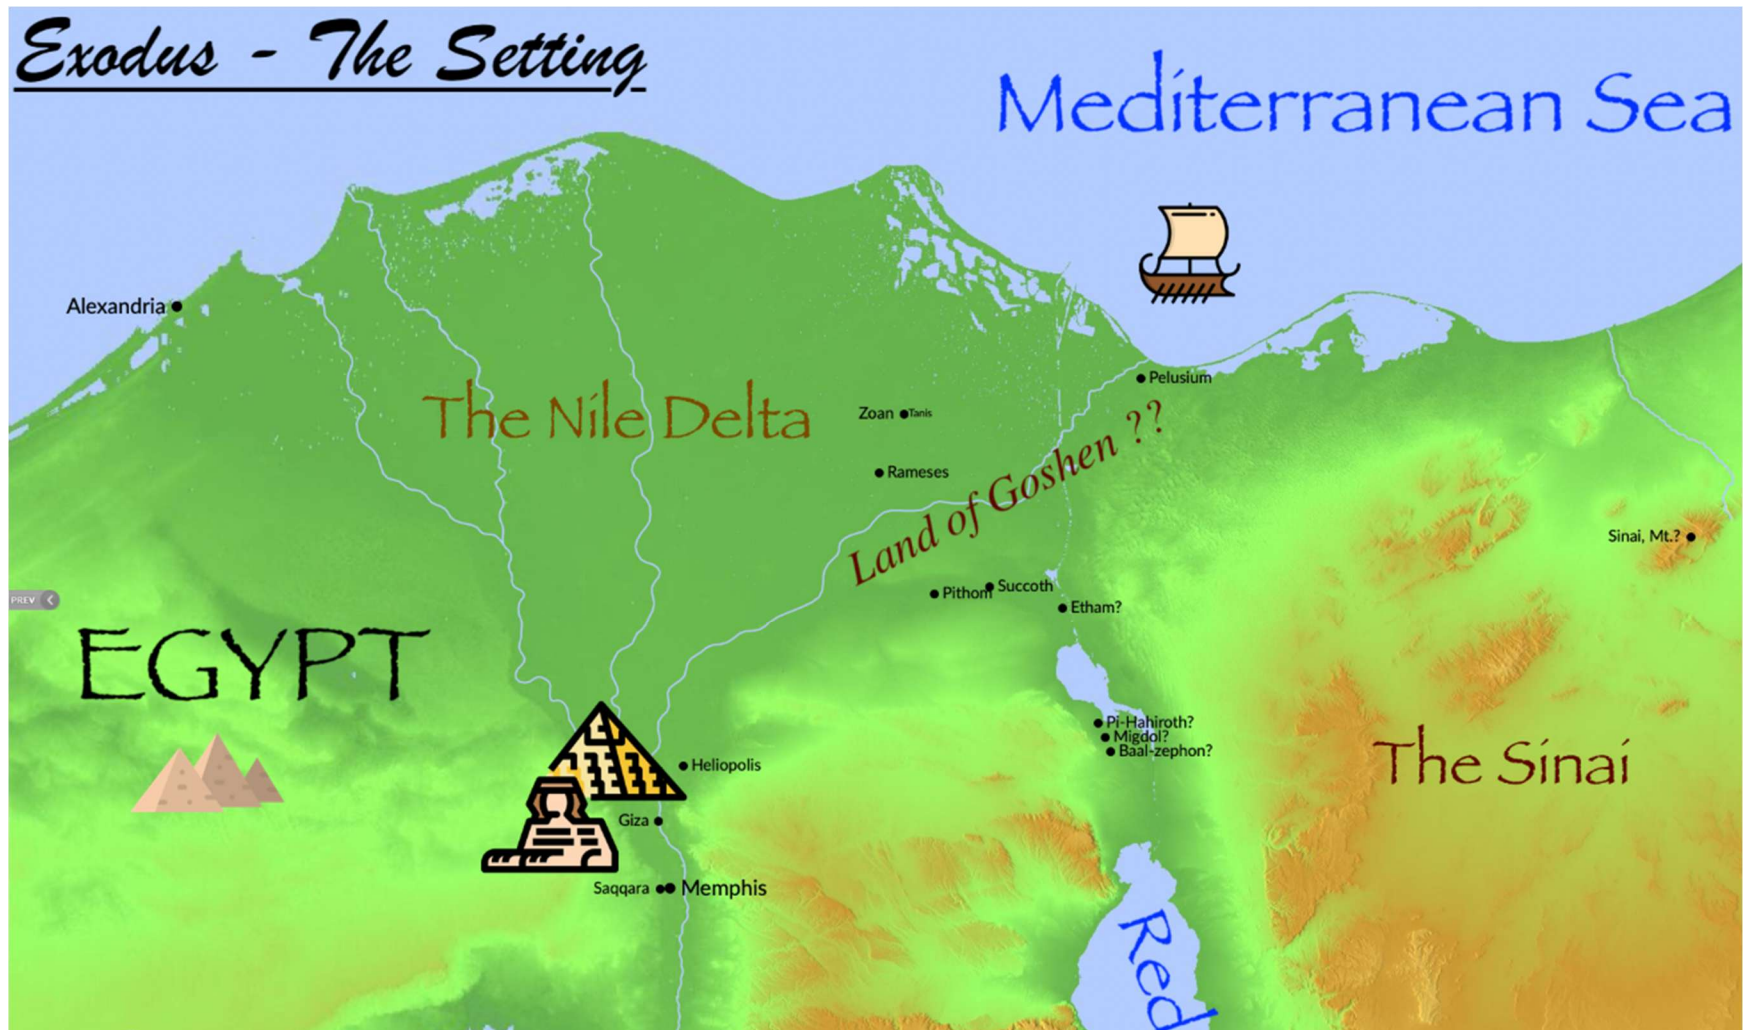 Exodus - The Setting
Mediterranean Sea
Alexandria
Pelusium
The Nile Delta
Zoan Tanis
Land of Goshen ??
Rameses
Sinai, Mt.?
Pithom
Succoth
PREV
Etham?
EGYPT
Pi-Hahiroth?
Migdol?
Baal-zephon?
The Sinai
Heliopolis
Giza
Saqqara
Memphis
Red